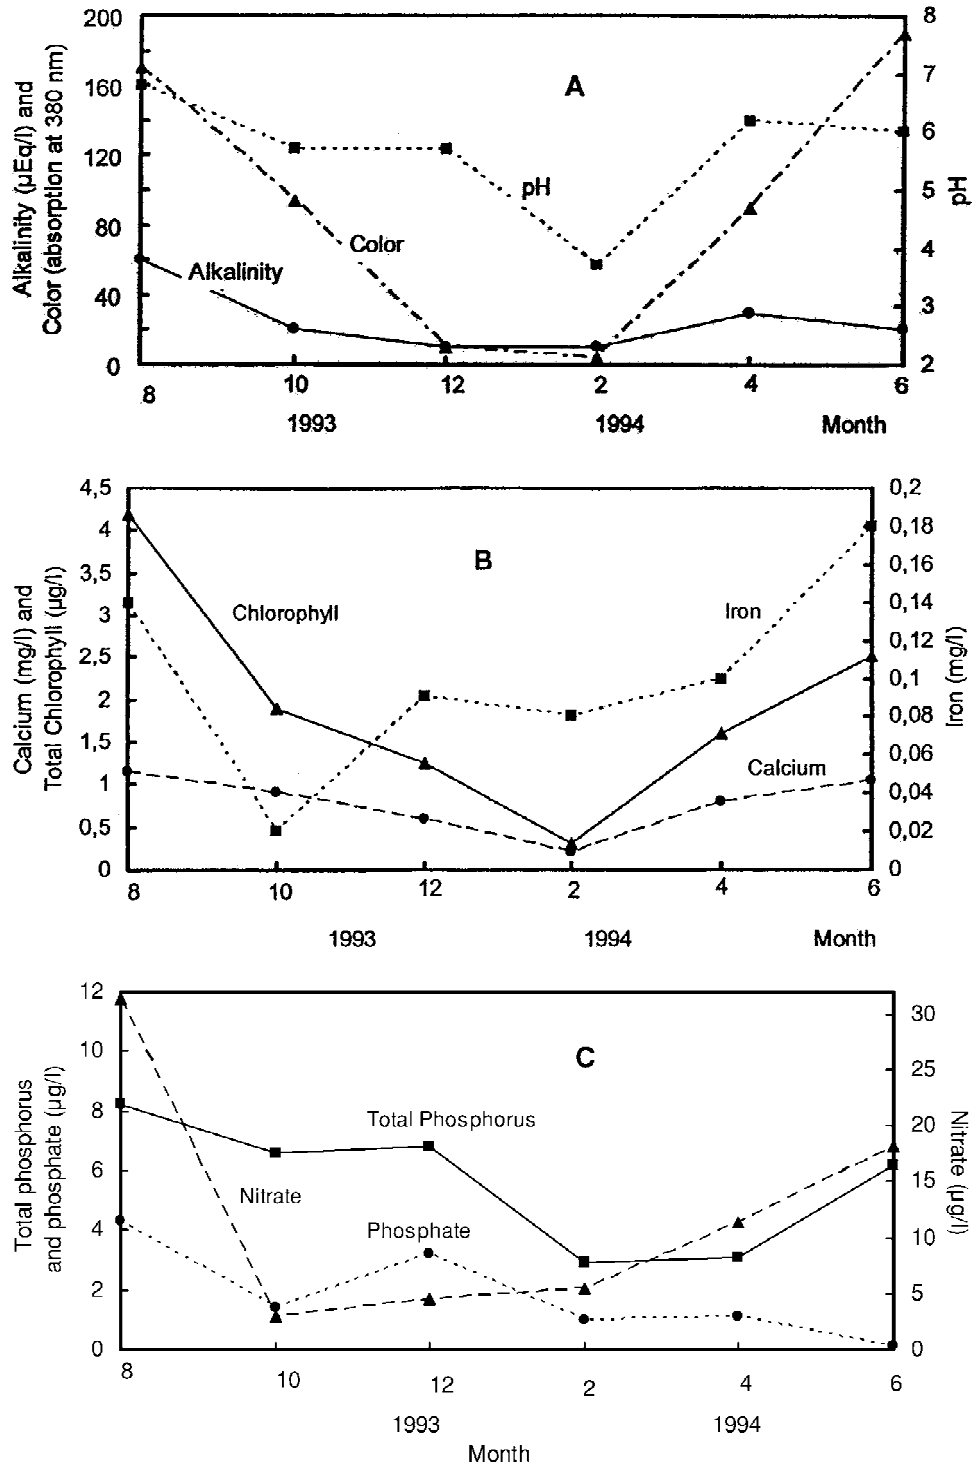 A
Alkalinity (µEq/l) and
Color (absorption at 380 nm)
200
160
120
80
40
0
8
7
6
5
4
3
2
pH
pH
Color
Alkalinity
8 10 12 2 4 6
1993 1994 Month
B
Calcium (mg/l) and
Total Chlorophyll (µg/l)
4,5
4
3,5
3
2,5
2
1,5
1
0,5
0
0,2
0,18
0,16
0,14
0,12
0,1
0,08
0,06
0,04
0,02
0
Iron (mg/l)
Chlorophyll
Iron
Calcium
8 10 12 2 4 6
1993 1994 Month
C
Total phosphorus
and phosphate (µg/l)
12
10
8
6
4
2
0
30
25
20
15
10
5
0
Nitrate (µg/l)
Total Phosphorus
Nitrate
Phosphate
8 10 12 2 4 6
1993 1994
Month